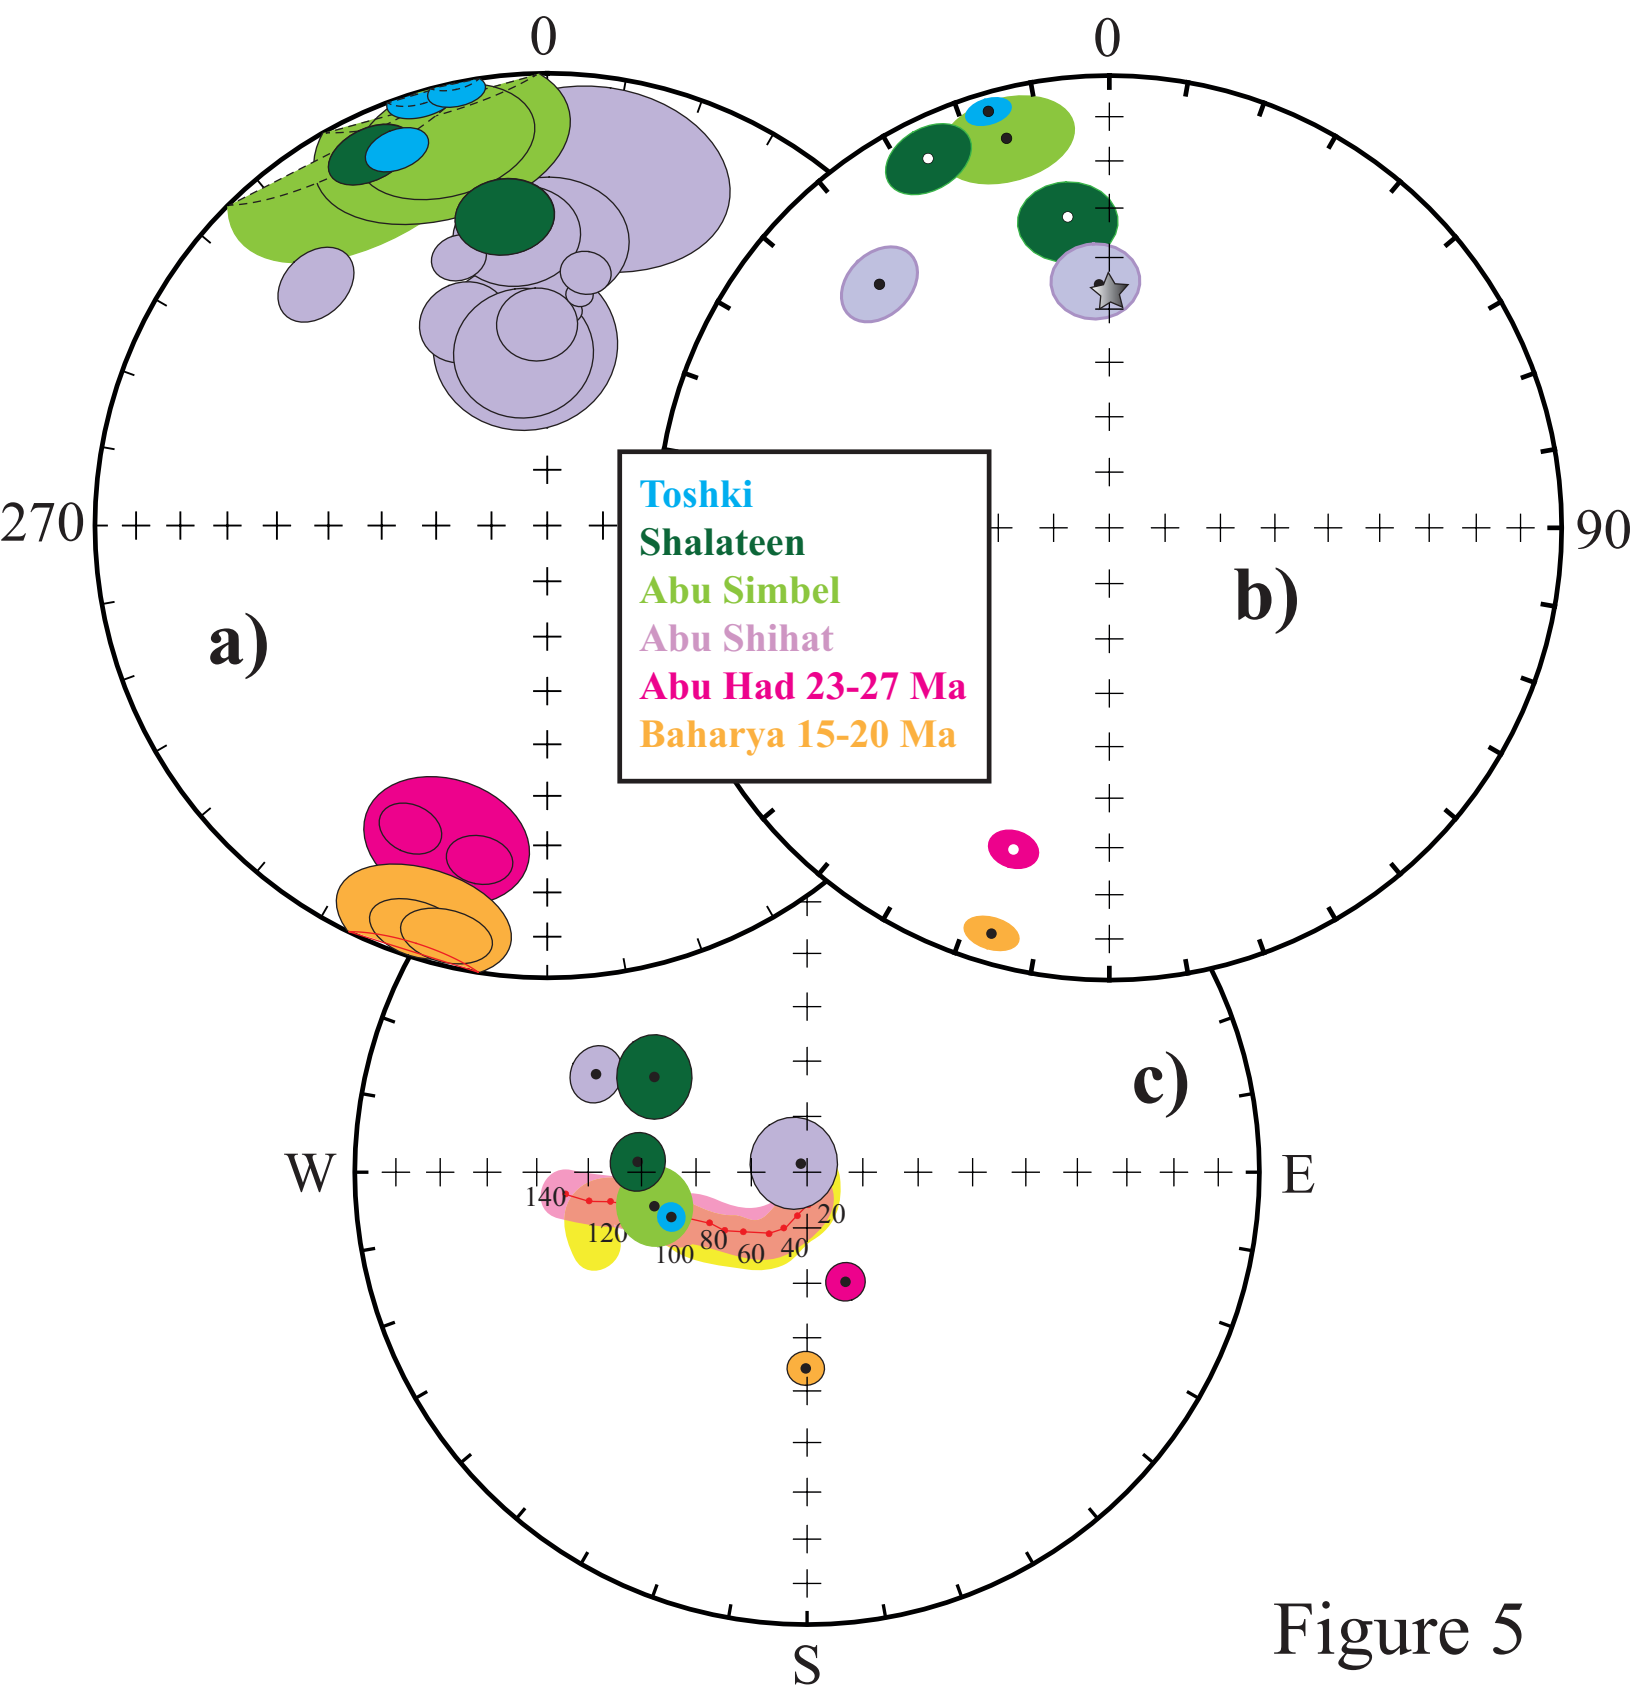 0
0
270
90
a)
b)
Toshki
Shalateen
Abu Simbel
Abu Shihat
Abu Had 23-27 Ma
Baharya 15-20 Ma
c)
W
E
140
120
100
80
60
40
20
S
Figure 5